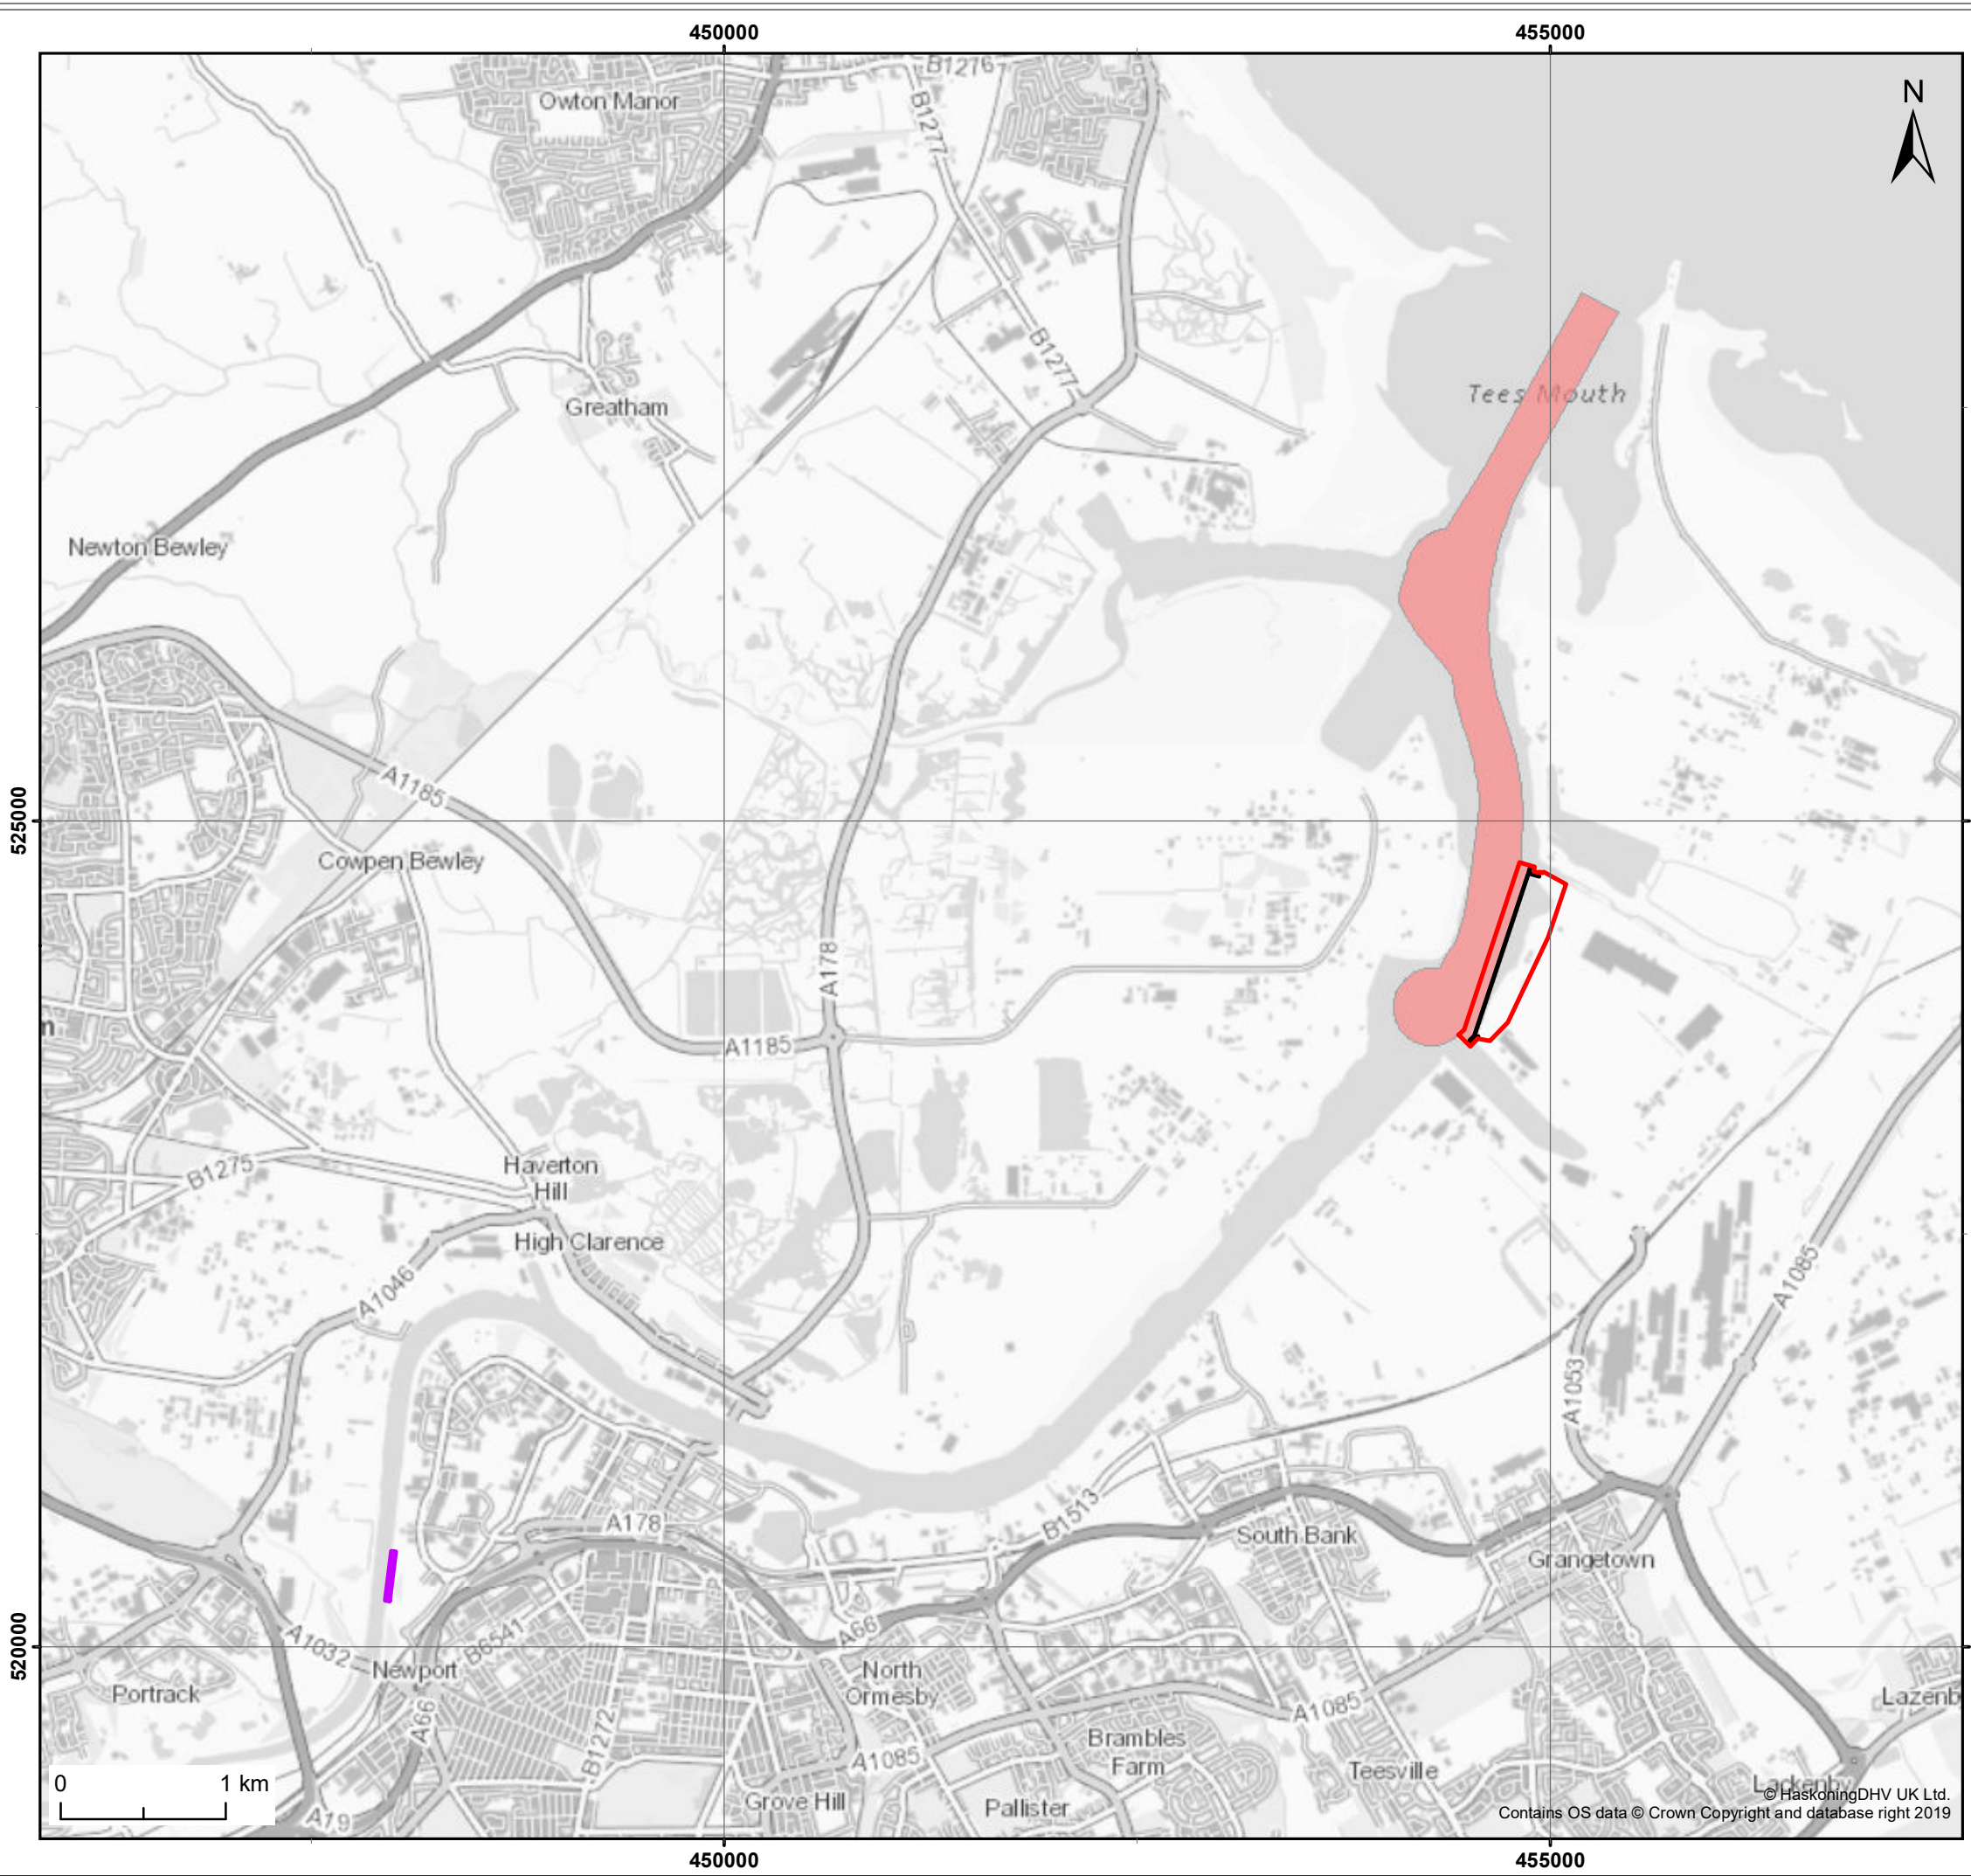 450000
455000
B1276
Owton Manor
N
B1277
B1277
Tees Mouth
Greatham
Newton Bewley
A1185
525000
Cowpen Bewley
A178
A1185
Haverton
Hill
B1275
High Clarence
A1046
A1085
A1053
B1513
A178
South Bank
Grangetown
A66
A1032
B6541
520000
Newport
North
Ormesby
Portrack
Lazenb
A66
A1085
B1272
Brambles
Farm
A1085
Teesville
0
1 km
Lackenby
© HaskoningDHV UK Ltd.
Grove Hill
Pallister
Contains OS data © Crown Copyright and database right 2019
A19
450000
455000